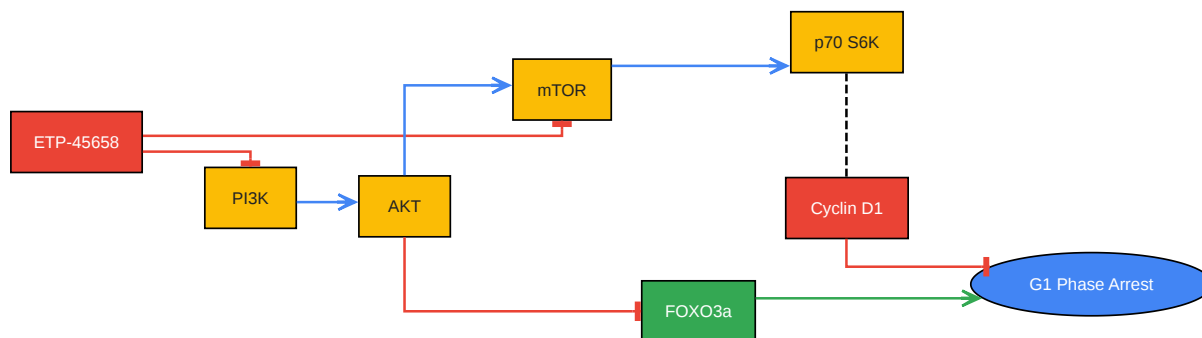 p70 S6K
mTOR
ETP-45658
PI3K
AKT
Cyclin D1
G1 Phase Arrest
FOXO3a